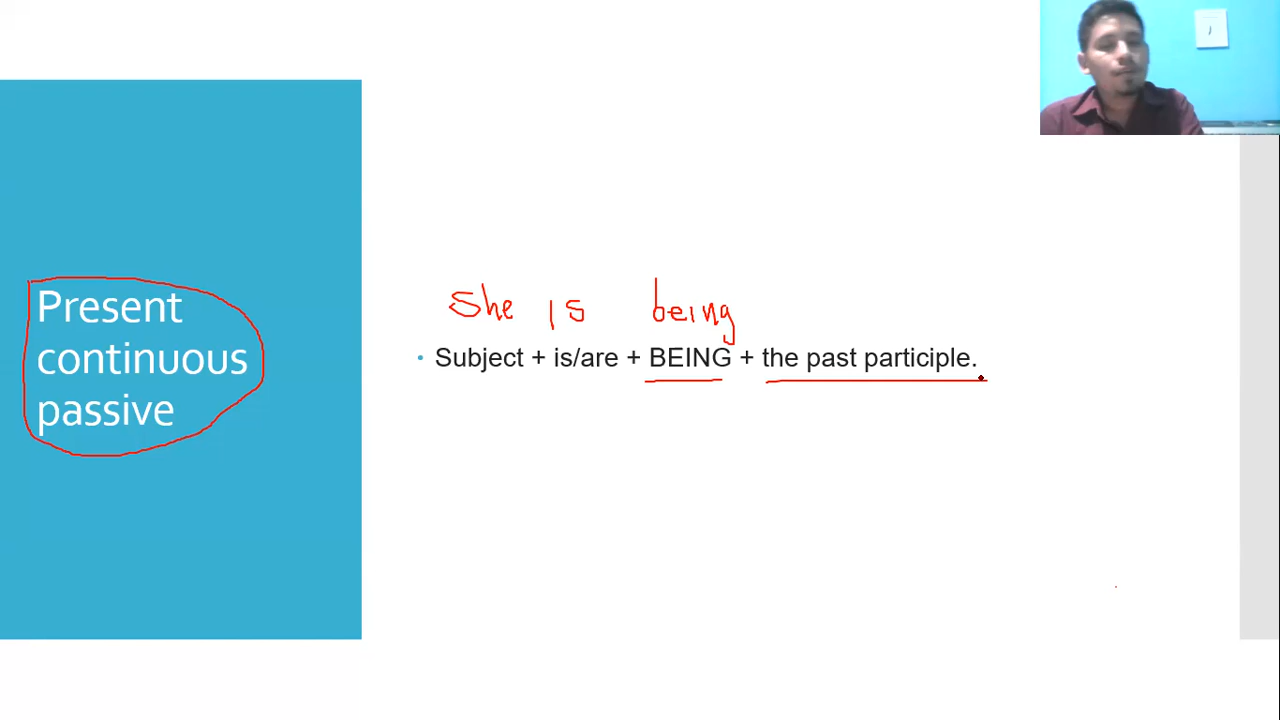 Present
continuous
passive
She is being
• Subject + is/are + BEING + the past participle.